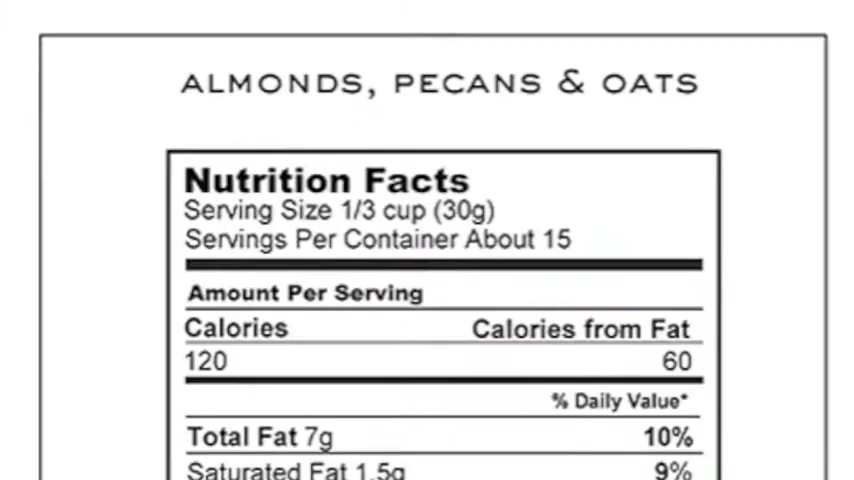 ALMONDS, PECANS & OATS
Nutrition Facts
Serving Size 1/3 cup (30g)
Servings Per Container About 15
Amount Per Serving
Calories Calories from Fat
120 60
% Daily Value*
Total Fat 7g 10%
Saturated Fat 1.5g 9%